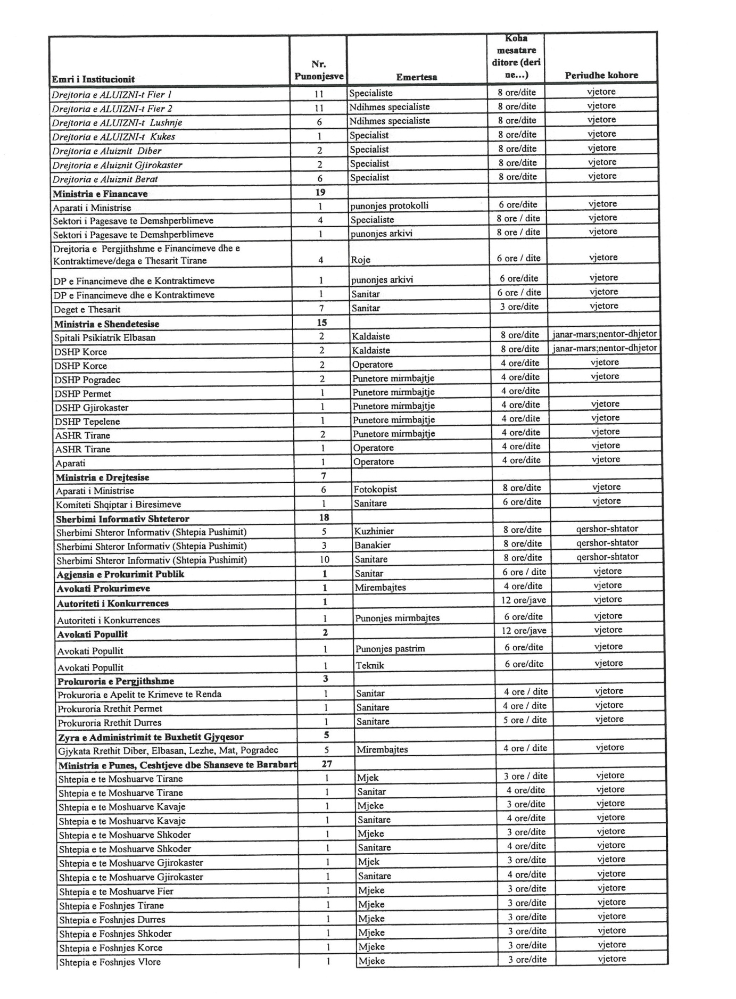 Emri i Institucionit Nr. Punonjesve Emertesa Koha mesatare ditore (deri ne...) Periudhe kohore
Drejtoria e ALUIZNI-t Fier 1 11 Specialiste 8 ore/dite vjetore
Drejtoria e ALUIZNI-t Fier 2 11 Ndihmes specialiste 8 ore/dite vjetore
Drejtoria e ALUIZNI-t Lushnje 6 Ndihmes specialiste 8 ore/dite vjetore
Drejtoria e ALUIZNI-t Kukes 1 Specialist 8 ore/dite vjetore
Drejtoria e Aluiznit Diber 2 Specialist 8 ore/dite vjetore
Drejtoria e Aluiznit Gjirokaster 2 Specialist 8 ore/dite vjetore
Drejtoria e Aluiznit Berat 6 Specialist 8 ore/dite vjetore
Ministria e Financave 19
Aparati i Ministrise 1 punonjes protokolli 6 ore/dite vjetore
Sektori i Pagesave te Demshperblimeve 4 Specialiste 8 ore / dite vjetore
Sektori i Pagesave te Demshperblimeve 1 punonjes arkivi 8 ore / dite vjetore
Drejtoria e Pergjithshme e Financimeve dhe e
Kontraktimeve/dega e Thesarit Tirane 4 Roje 6 ore / dite vjetore
DP e Financimeve dhe e Kontraktimeve 1 punonjes arkivi 6 ore/dite vjetore
DP e Financimeve dhe e Kontraktimeve 1 Sanitar 6 ore / dite vjetore
Deget e Thesarit 7 Sanitar 3 ore/dite vjetore
Ministria e Shendetesise 15
Spitali Psikiatrik Elbasan 2 Kaldaiste 8 ore/dite janar-mars;nentor-dhjetor
DSHP Korce 2 Kaldaiste 8 ore/dite janar-mars;nentor-dhjetor
DSHP Korce 2 Operatore 4 ore/dite vjetore
DSHP Pogradec 2 Punetore mirmbajtje 4 ore/dite vjetore
DSHP Permet 1 Punetore mirmbajtje 4 ore/dite
DSHP Gjirokaster 1 Punetore mirmbajtje 4 ore/dite vjetore
DSHP Tepelene 1 Punetore mirmbajtje 4 ore/dite vjetore
ASHR Tirane 2 Punetore mirmbajtje 4 ore/dite vjetore
ASHR Tirane 1 Operatore 4 ore/dite vjetore
Aparati 1 Operatore 4 ore/dite vjetore
Ministria e Drejtesise 7
Aparati i Ministrise 6 Fotokopist 8 ore/dite vjetore
Komiteti Shqiptar i Biresimeve 1 Sanitare 6 ore/dite vjetore
Sherbimi Informativ Shteteror 18
Sherbimi Shteror Informativ (Shtepia Pushimit) 5 Kuzhinier 8 ore/dite qershor-shtator
Sherbimi Shteror Informativ (Shtepia Pushimit) 3 Banakier 8 ore/dite qershor-shtator
Sherbimi Shteror Informativ (Shtepia Pushimit) 10 Sanitare 8 ore/dite qershor-shtator
Agjensia e Prokurimit Publik 1 Sanitar 6 ore / dite vjetore
Avokati Prokurimeve 1 Mirembajtes 4 ore/dite vjetore
Autoriteti i Konkurrences 1 12 ore/jave vjetore
Autoriteti i Konkurrences 1 Punonjes mirmbajtes 6 ore/dite vjetore
Avokati Popullit 2 12 ore/jave vjetore
Avokati Popullit 1 Punonjes pastrim 6 ore/dite vjetore
Avokati Popullit 1 Teknik 6 ore/dite vjetore
Prokuroria e Pergjithshme 3
Prokuroria e Apelit te Krimeve te Renda 1 Sanitar 4 ore / dite vjetore
Prokuroria Rrethit Permet 1 Sanitare 4 ore / dite vjetore
Prokuroria Rrethit Durres 1 Sanitare 5 ore / dite vjetore
Zyra e Administrimit te Buxhetit Gjyqesor 5
Gjykata Rrethit Diber, Elbasan, Lezhe, Mat, Pogradec 5 Mirembajtes 4 ore / dite vjetore
Ministria e Punes, Ceshtjeve dhe Shanseve te Barabart 27
Shtepia e te Moshuarve Tirane 1 Mjek 3 ore / dite vjetore
Shtepia e te Moshuarve Tirane 1 Sanitar 4 ore/dite vjetore
Shtepia e te Moshuarve Kavaje 1 Mjeke 3 ore/dite vjetore
Shtepia e te Moshuarve Kavaje 1 Sanitare 4 ore/dite vjetore
Shtepia e te Moshuarve Shkoder 1 Mjeke 3 ore/dite vjetore
Shtepia e te Moshuarve Shkoder 1 Sanitare 4 ore/dite vjetore
Shtepia e te Moshuarve Gjirokaster 1 Mjek 3 ore/dite vjetore
Shtepia e te Moshuarve Gjirokaster 1 Sanitare 4 ore/dite vjetore
Shtepia e te Moshuarve Fier 1 Mjeke 3 ore/dite vjetore
Shtepia e Foshnjes Tirane 1 Mjeke 3 ore/dite vjetore
Shtepia e Foshnjes Durres 1 Mjeke 3 ore/dite vjetore
Shtepia e Foshnjes Shkoder 1 Mjeke 3 ore/dite vjetore
Shtepia e Foshnjes Korce 1 Mjeke 3 ore/dite vjetore
Shtepia e Foshnjes Vlore 1 Mjeke 3 ore/dite vjetore